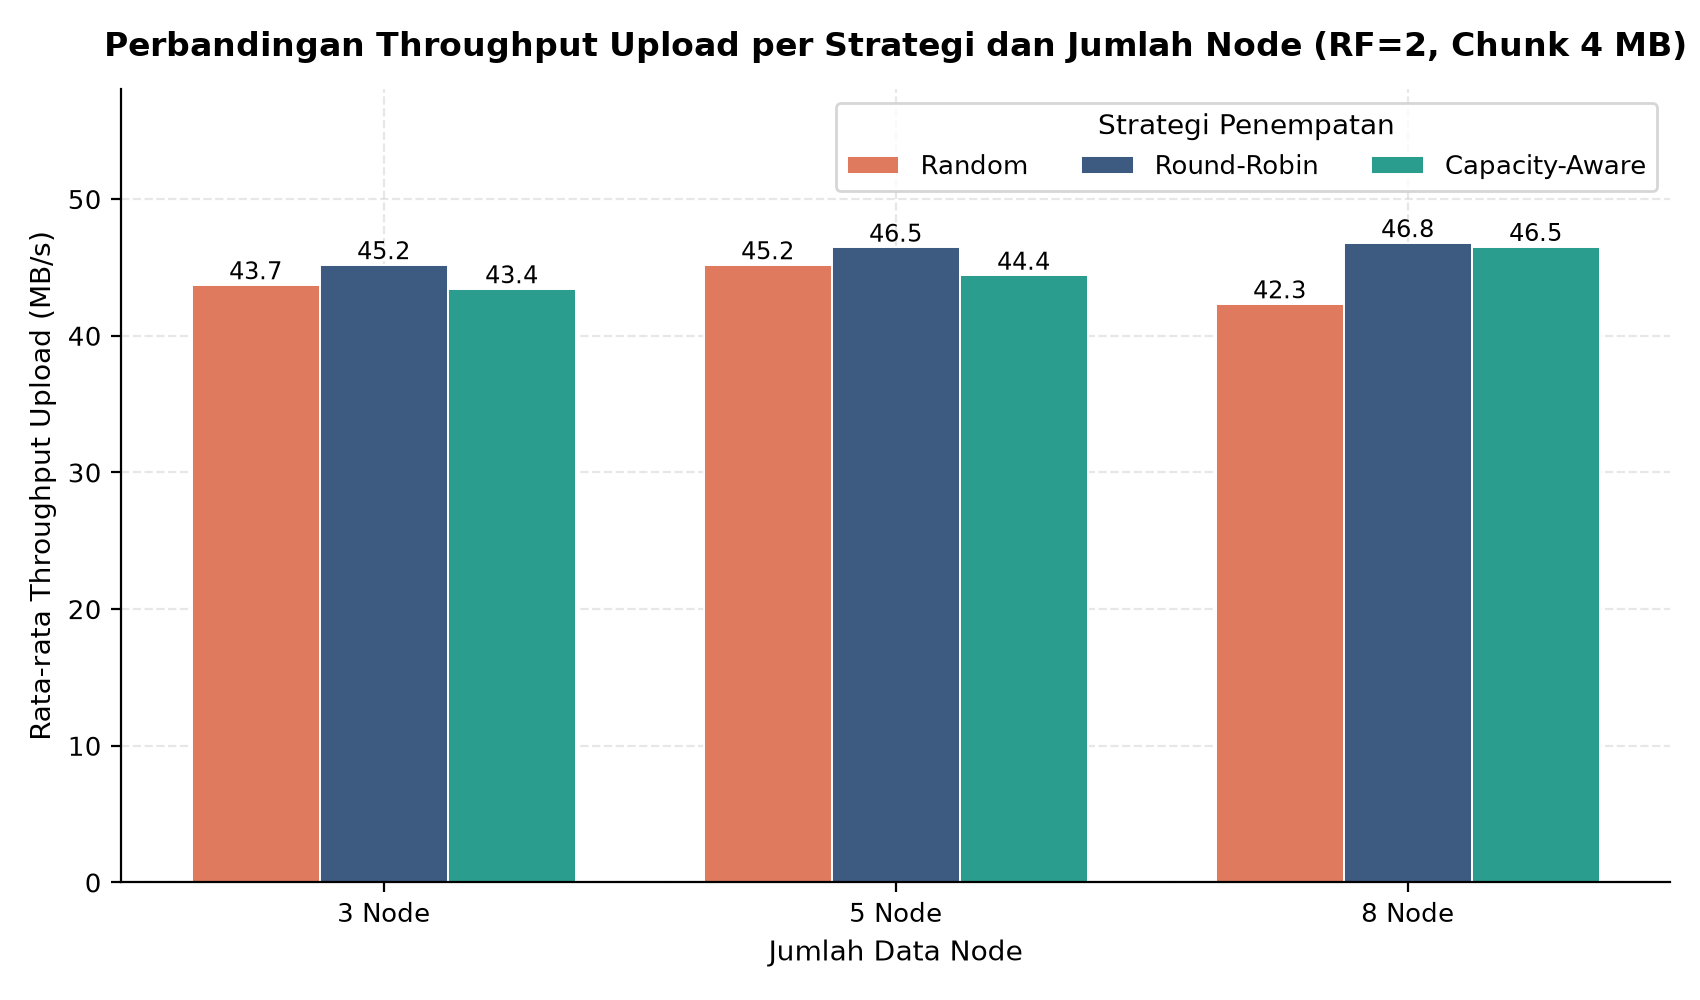 Perbandingan Throughput Upload per Strategi dan Jumlah Node (RF=2, Chunk 4 MB)
Strategi Penempatan
Random Round-Robin Capacity-Aware
Rata-rata Throughput Upload (MB/s)
50
40
30
20
10
0
43.7 45.2 43.4
45.2 46.5 44.4
42.3 46.8 46.5
3 Node 5 Node 8 Node
Jumlah Data Node